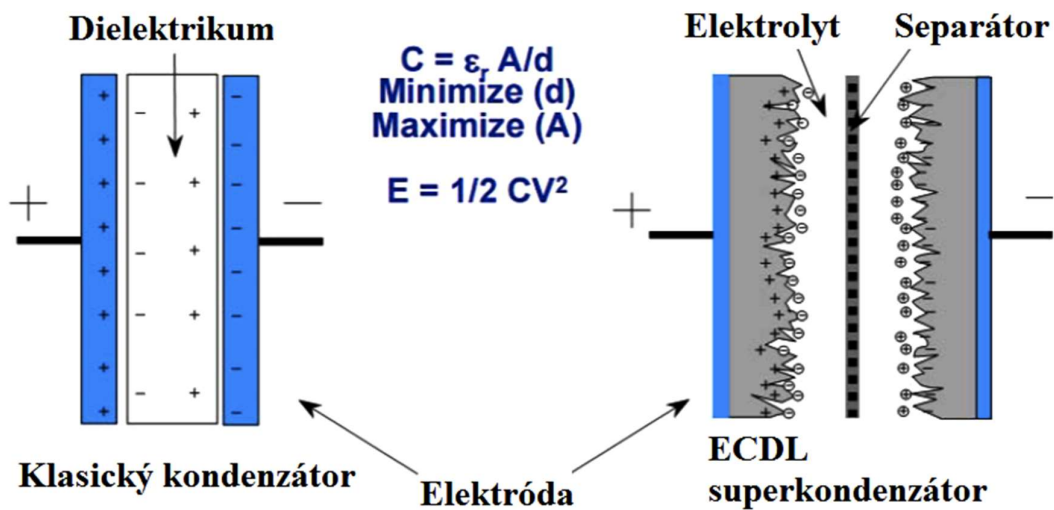 Dielektrikum
C = εr A/d
Minimize (d)
Maximize (A)
E = 1/2 CV²
Elektrolyt
Separátor
Klasický kondenzátor
Elektróda
ECDL
superkondenzátor